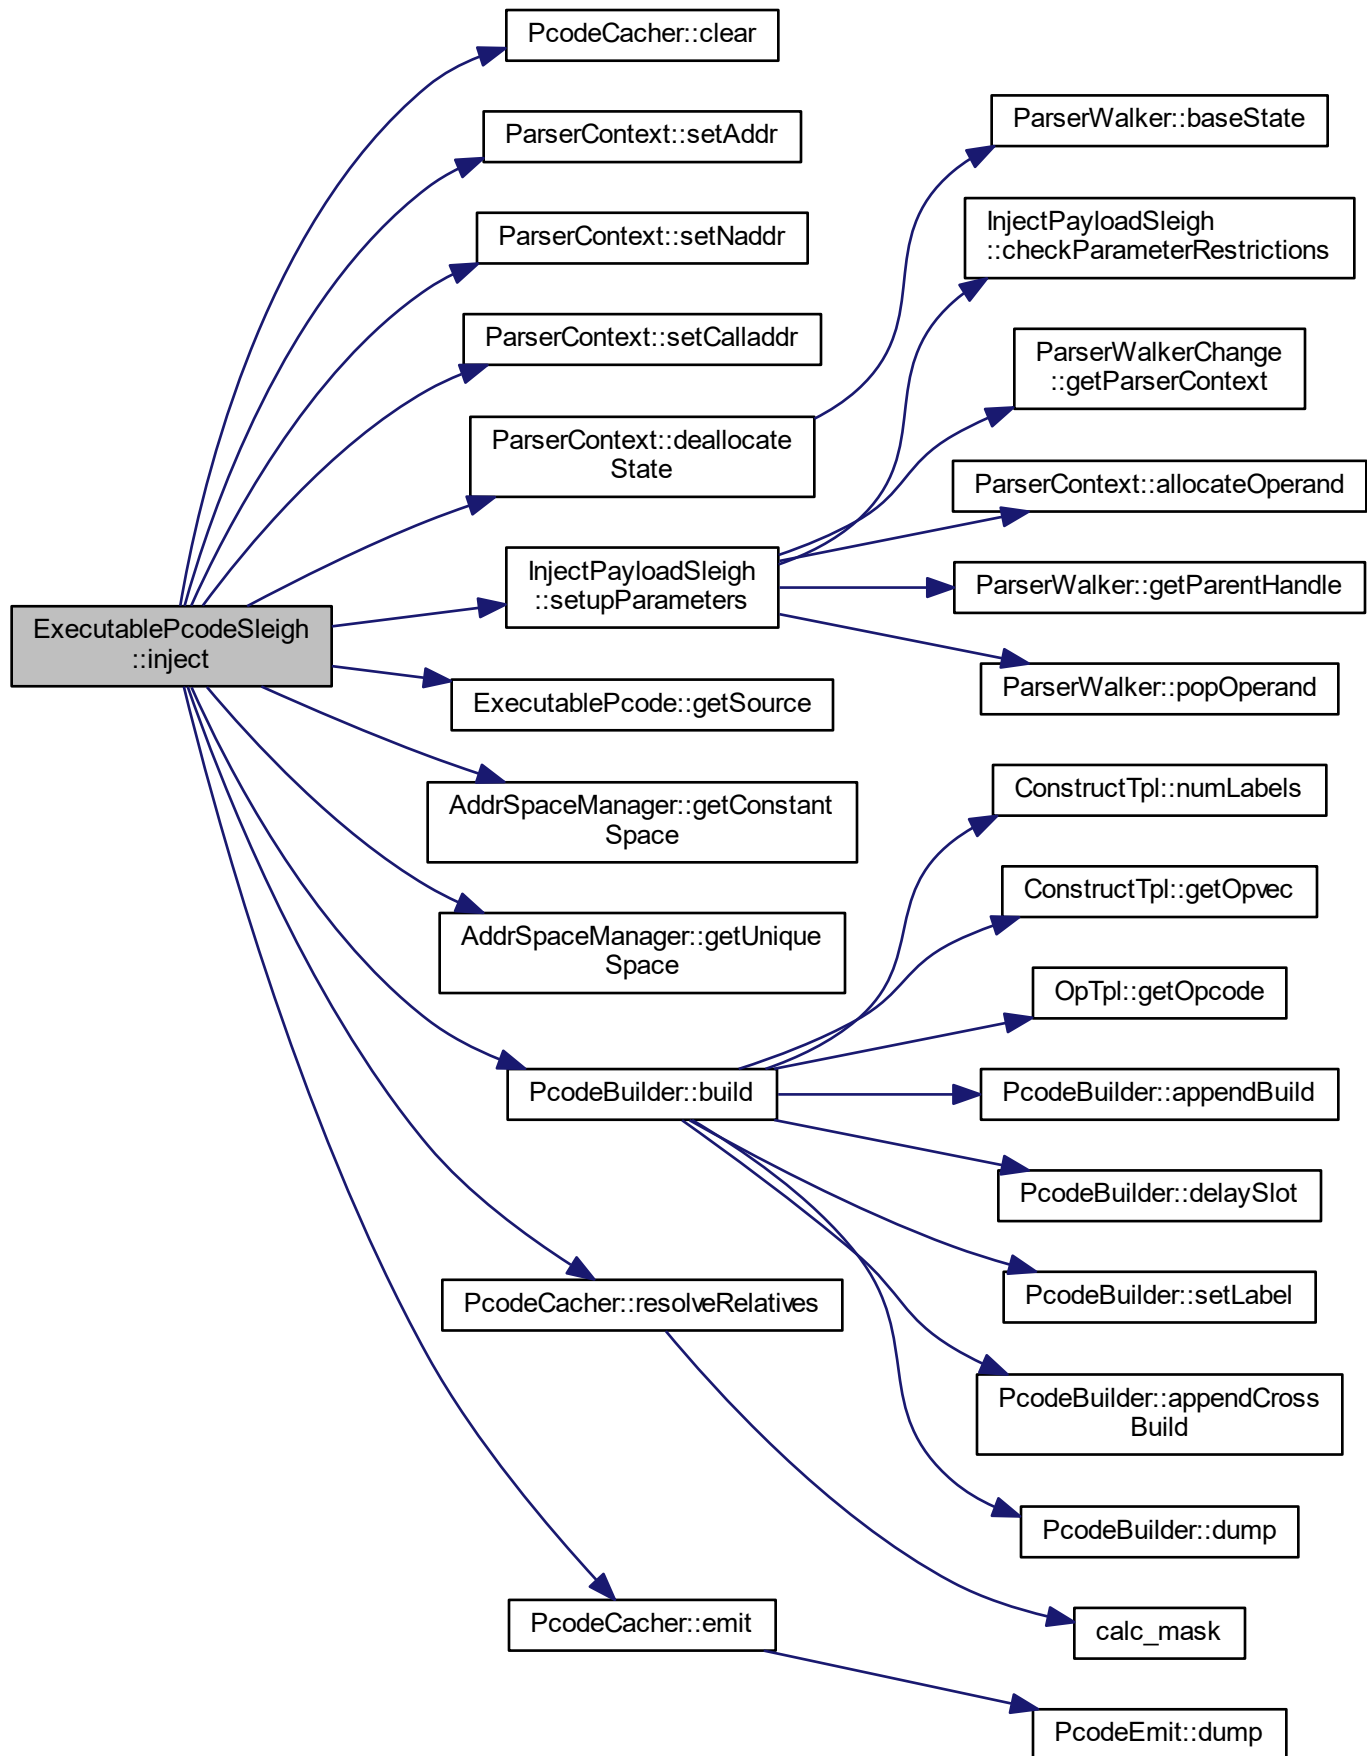 ExecutablePcodeSleigh
::inject
PcodeCacher::clear
ParserContext::setAddr
ParserContext::setNaddr
ParserContext::setCalladdr
ParserContext::deallocate
State
InjectPayloadSleigh
::setupParameters
ExecutablePcode::getSource
AddrSpaceManager::getConstant
Space
AddrSpaceManager::getUnique
Space
PcodeBuilder::build
PcodeCacher::resolveRelatives
PcodeCacher::emit
ParserWalker::baseState
InjectPayloadSleigh
::checkParameterRestrictions
ParserWalkerChange
::getParserContext
ParserContext::allocateOperand
ParserWalker::getParentHandle
ParserWalker::popOperand
ConstructTpl::numLabels
ConstructTpl::getOpvec
OpTpl::getOpcode
PcodeBuilder::appendBuild
PcodeBuilder::delaySlot
PcodeBuilder::setLabel
PcodeBuilder::appendCross
Build
PcodeBuilder::dump
calc_mask
PcodeEmit::dump